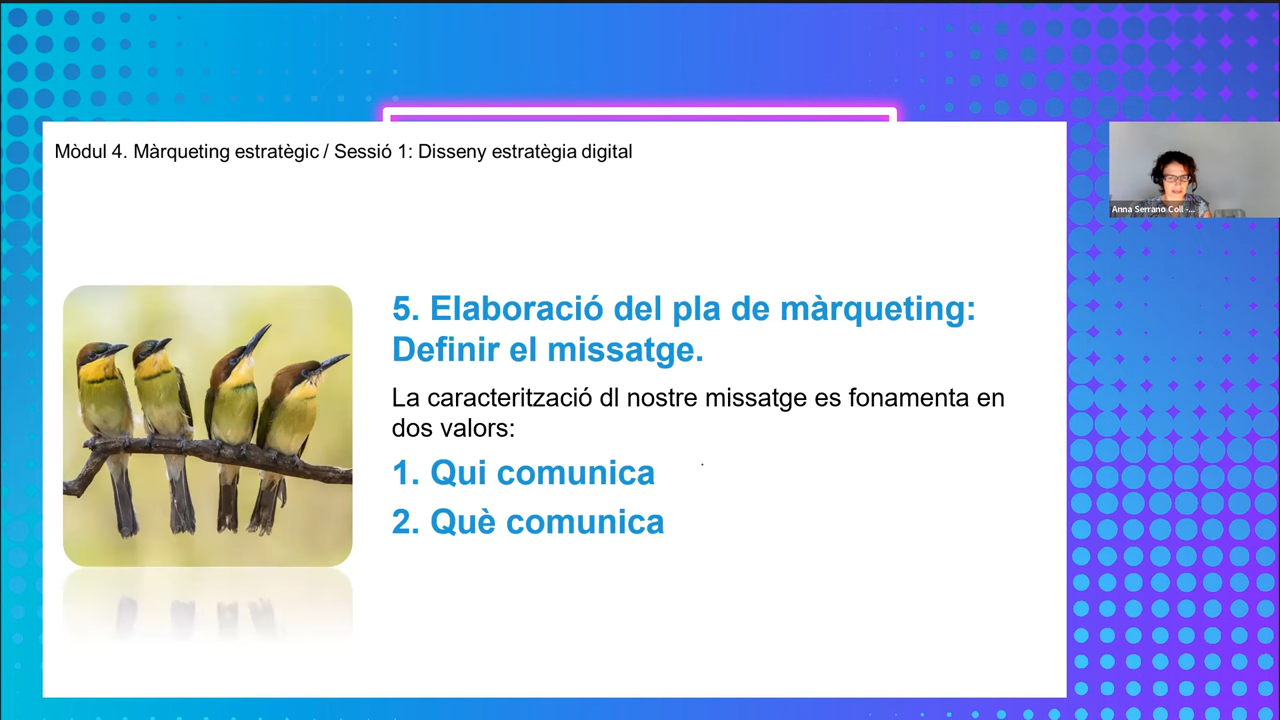 Mòdul 4. Màrqueting estratègic / Sessió 1: Disseny estratègia digital
Anna Serrano Coll -...
5. Elaboració del pla de màrqueting:
Definir el missatge.
La caracterització dl nostre missatge es fonamenta en
dos valors:
1. Qui comunica
2. Què comunica